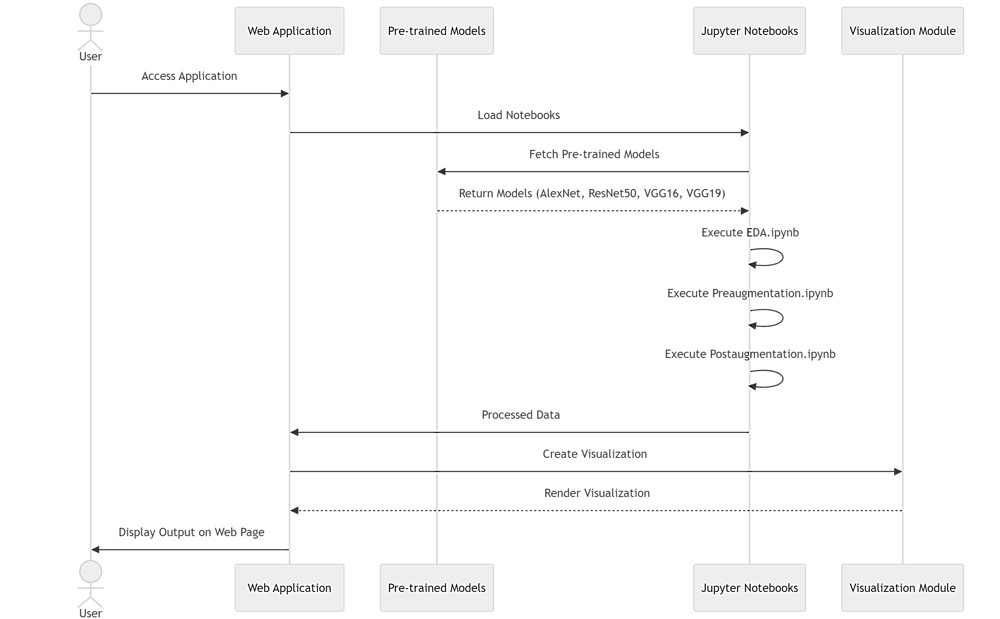 User
Web Application
Pre-trained Models
Jupyter Notebooks
Visualization Module
Access Application
Load Notebooks
Fetch Pre-trained Models
Return Models (AlexNet, ResNet50, VGG16, VGG19)
Execute EDA.ipynb
Execute Preaugmentation.ipynb
Execute Postaugmentation.ipynb
Processed Data
Create Visualization
Render Visualization
Display Output on Web Page
User
Web Application
Pre-trained Models
Jupyter Notebooks
Visualization Module